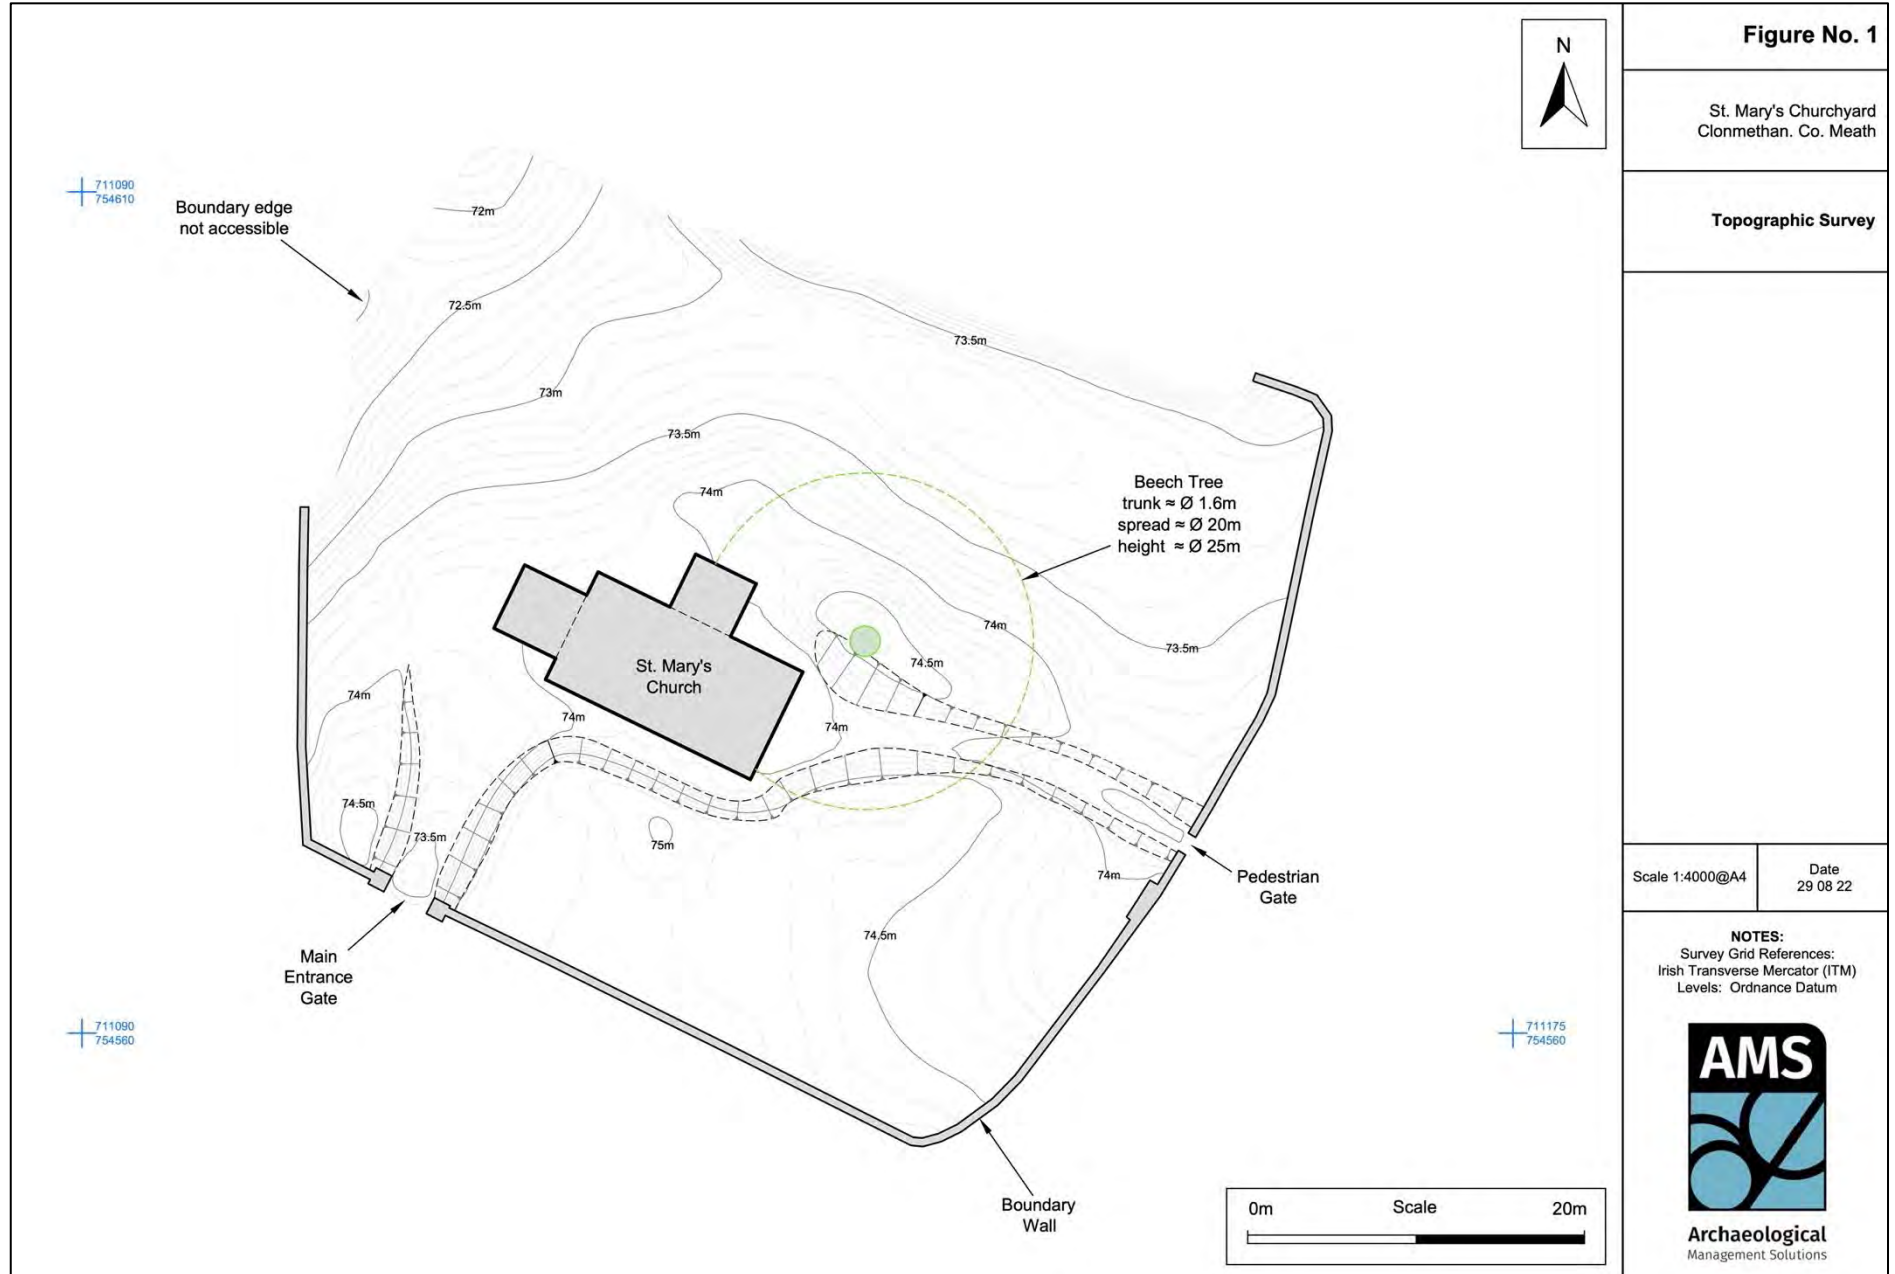 Figure No. 1
St. Mary's Churchyard
Clonmethan. Co. Meath
Topographic Survey
N
711090
754610
Boundary edge
not accessible
72m
72.5m
73m
73.5m
73.5m
74m
Beech Tree
trunk ≈ Ø 1.6m
spread ≈ Ø 20m
height ≈ Ø 25m
74m
73.5m
74.5m
St. Mary's
Church
74m
74m
74m
74.5m
73.5m
75m
74m
Pedestrian
Gate
74.5m
Main
Entrance
Gate
711090
754560
711175
754560
Boundary
Wall
0m Scale 20m
Scale 1:4000@A4
Date
29 08 22
NOTES:
Survey Grid References:
Irish Transverse Mercator (ITM)
Levels: Ordnance Datum
AMS
Archaeological
Management Solutions